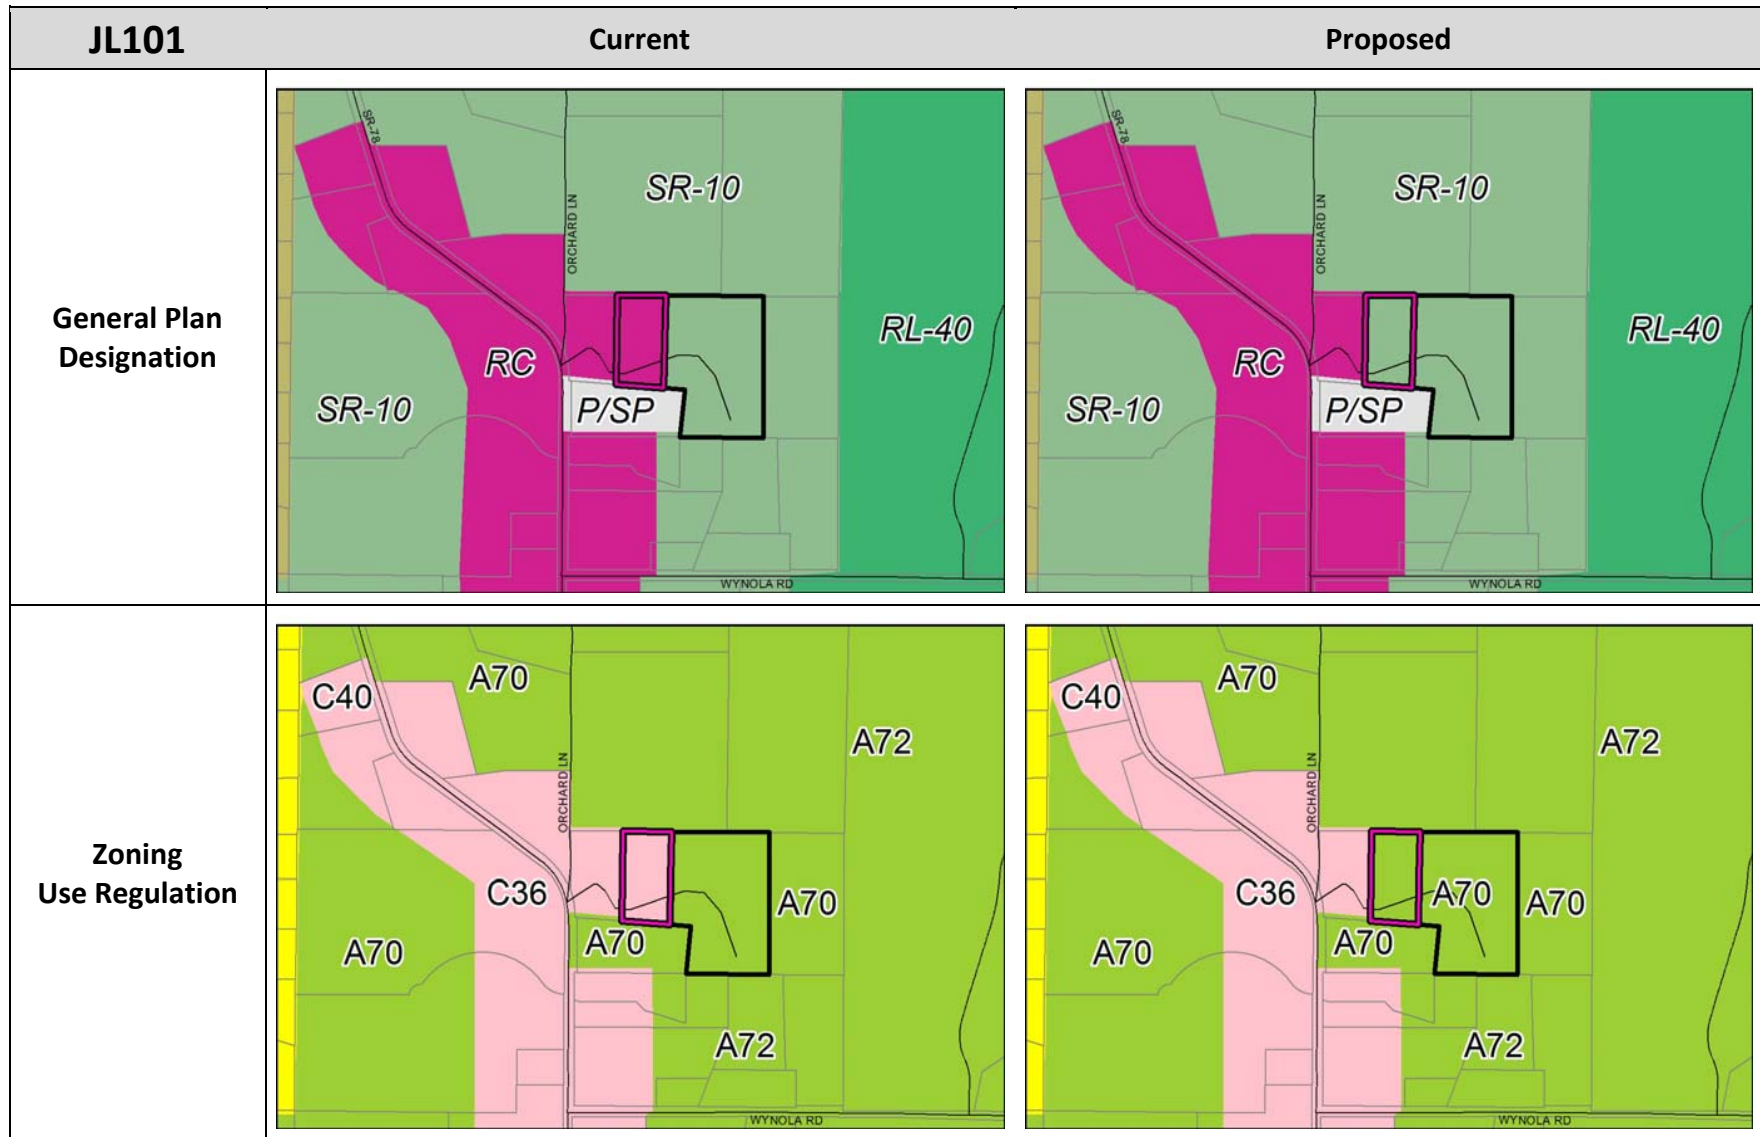 JL101
Current
Proposed
General Plan
Designation
SR-78
ORCHARD LN
SR-10
RL-40
RC
SR-10
P/SP
WYNOLA RD
SR-78
ORCHARD LN
SR-10
RL-40
RC
SR-10
P/SP
WYNOLA RD
Zoning
Use Regulation
C40
A70
A72
ORCHARD LN
C36
A70
A70
A70
A72
WYNOLA RD
C40
A70
A72
ORCHARD LN
C36
A70
A70
A70
A70
A72
WYNOLA RD